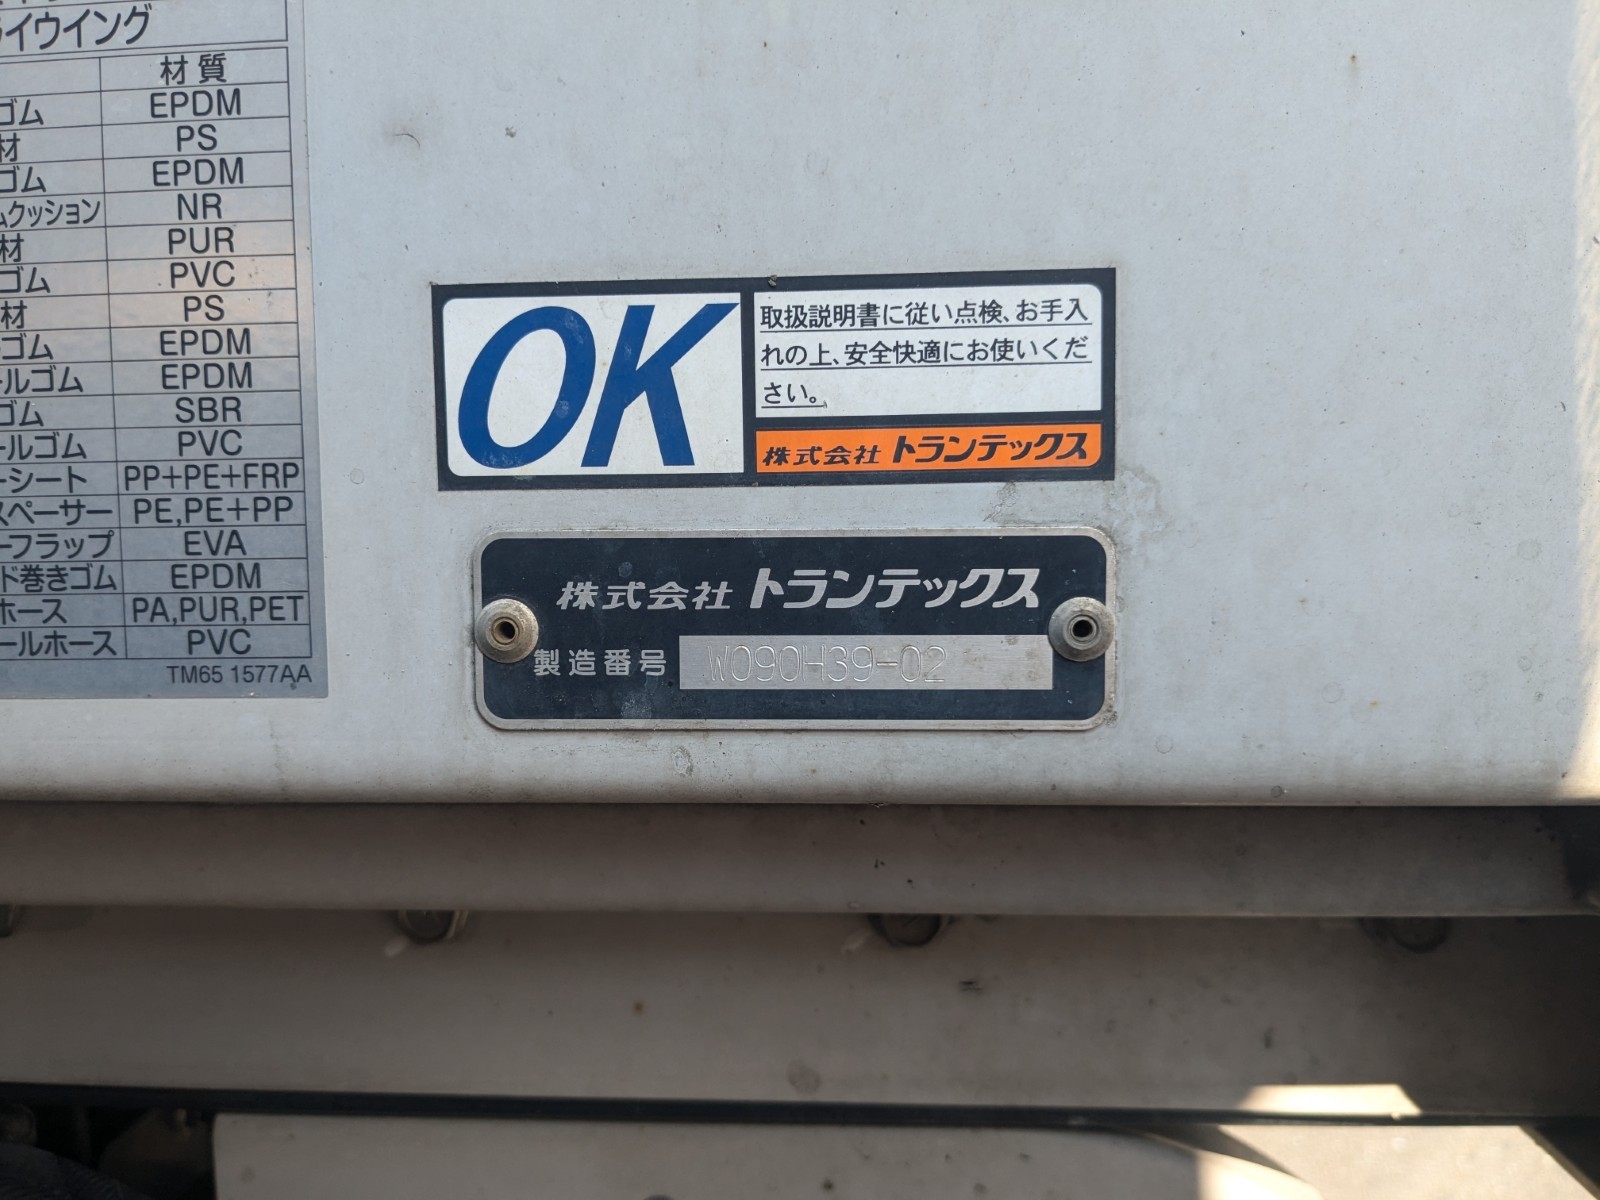 ライウイング
材質
ゴム EPDM
材 PS
ゴム EPDM
ムクッション NR
材 PUR
ゴム PVC
材 PS
ゴム EPDM
ールゴム EPDM
ゴム SBR
ールゴム PVC
ーシート PP+PE+FRP
スペーサー PE,PE+PP
ーフラップ EVA
ド巻きゴム EPDM
ホース PA,PUR,PET
ールホース PVC
TM65 1577AA
OK
取扱説明書に従い点検、お手入
れの上、安全快適にお使いくだ
さい。
株式会社 トランテックス
株式会社 トランテックス
製造番号 W090H39-02